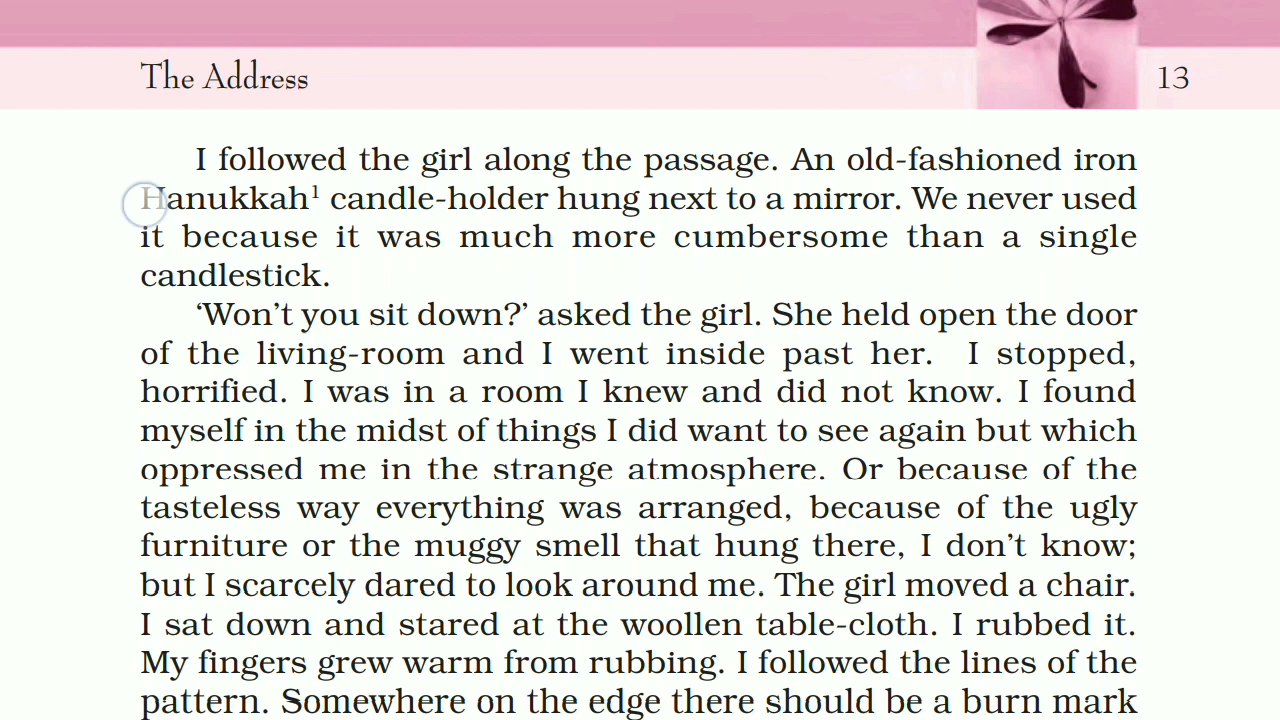 The Address
13
I followed the girl along the passage. An old-fashioned iron
Hanukkah¹ candle-holder hung next to a mirror. We never used
it because it was much more cumbersome than a single
candlestick.
‘Won’t you sit down?’ asked the girl. She held open the door
of the living-room and I went inside past her. I stopped,
horrified. I was in a room I knew and did not know. I found
myself in the midst of things I did want to see again but which
oppressed me in the strange atmosphere. Or because of the
tasteless way everything was arranged, because of the ugly
furniture or the muggy smell that hung there, I don’t know;
but I scarcely dared to look around me. The girl moved a chair.
I sat down and stared at the woollen table-cloth. I rubbed it.
My fingers grew warm from rubbing. I followed the lines of the
pattern. Somewhere on the edge there should be a burn mark